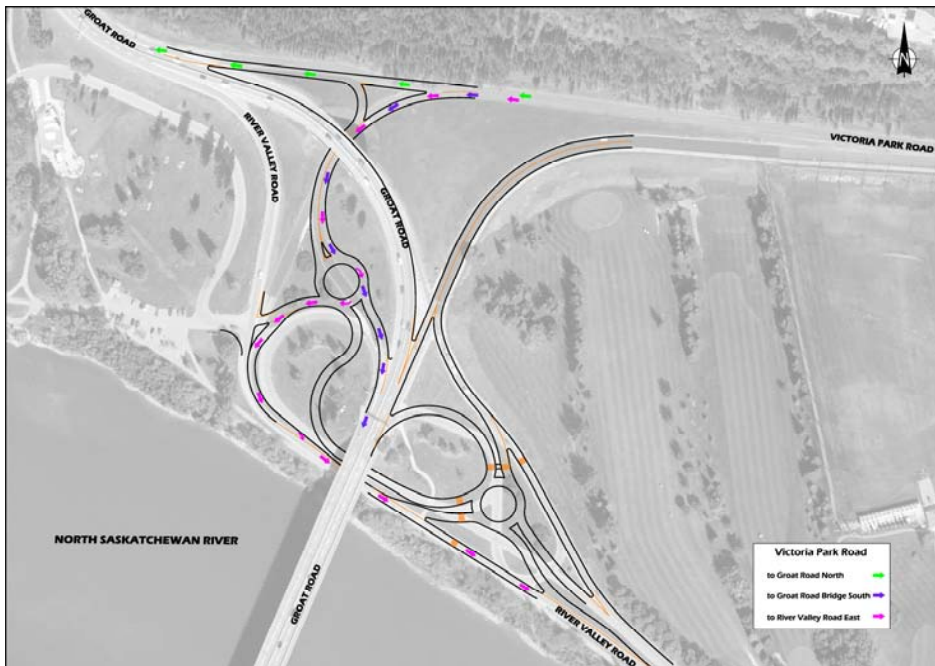 GROAT ROAD
N
VICTORIA PARK ROAD
RIVER VALLEY ROAD
GROAT ROAD
NORTH SASKATCHEWAN RIVER
GROAT ROAD
RIVER VALLEY ROAD
Victoria Park Road
to Groat Road North
to Groat Road Bridge South
to River Valley Road East